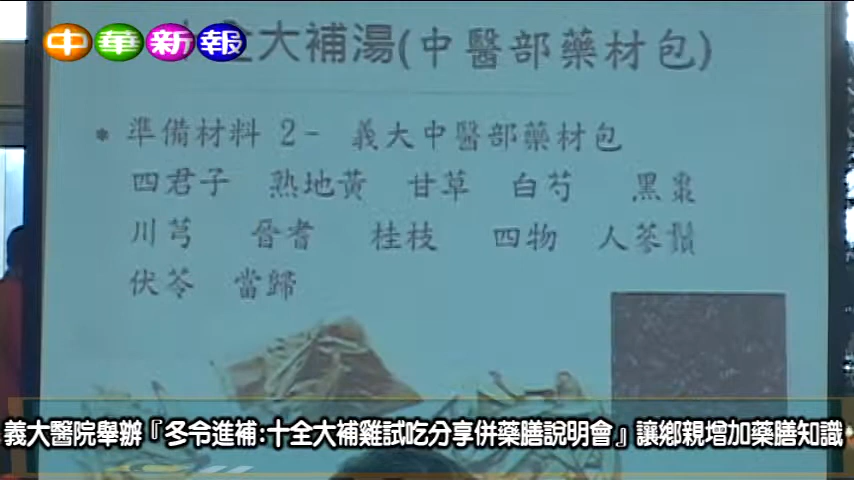 中華新報
十全大補湯(中醫部藥材包)
* 準備材料 2- 義大中醫部藥材包
四君子 熟地黃 甘草 白芍 黑棗
川芎 晉耆 桂枝 四物 人蔘鬚
伏苓 當歸
義大醫院舉辦『冬令進補:十全大補雞試吃分享併藥膳說明會』讓鄉親增加藥膳知識